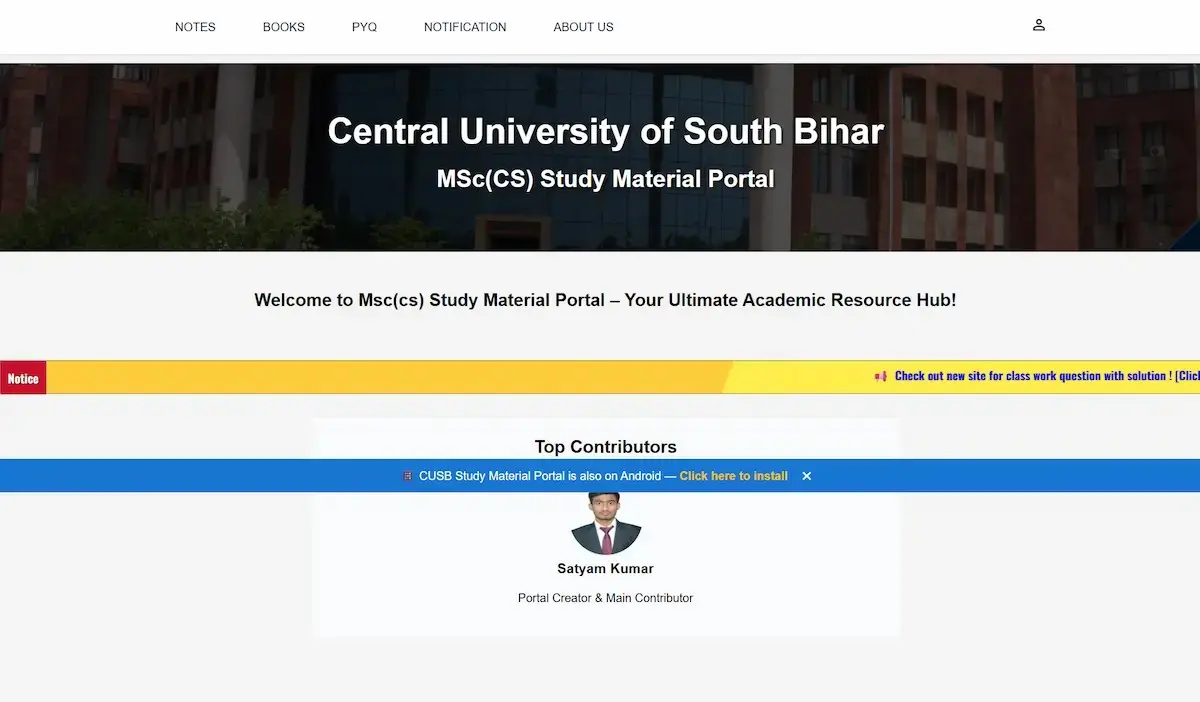 NOTES BOOKS PYQ NOTIFICATION ABOUT US
Central University of South Bihar
MSc(CS) Study Material Portal
Welcome to Msc(cs) Study Material Portal – Your Ultimate Academic Resource Hub!
Notice
Check out new site for class work question with solution ! [Clic
Top Contributors
CUSB Study Material Portal is also on Android — Click here to install ✕
Satyam Kumar
Portal Creator & Main Contributor